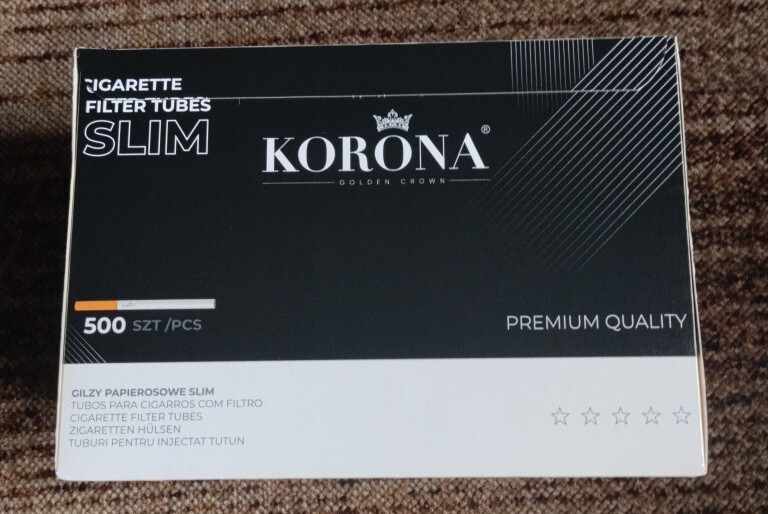 CIGARETTE
FILTER TUBES
SLIM
KORONA®
GOLDEN CROWN
500 SZT /PCS
PREMIUM QUALITY
GILZY PAPIEROSOWE SLIM
TUBOS PARA CIGARROS COM FILTRO
CIGARETTE FILTER TUBES
ZIGARETTEN HÜLSEN
TUBURI PENTRU INJECTAT TUTUN